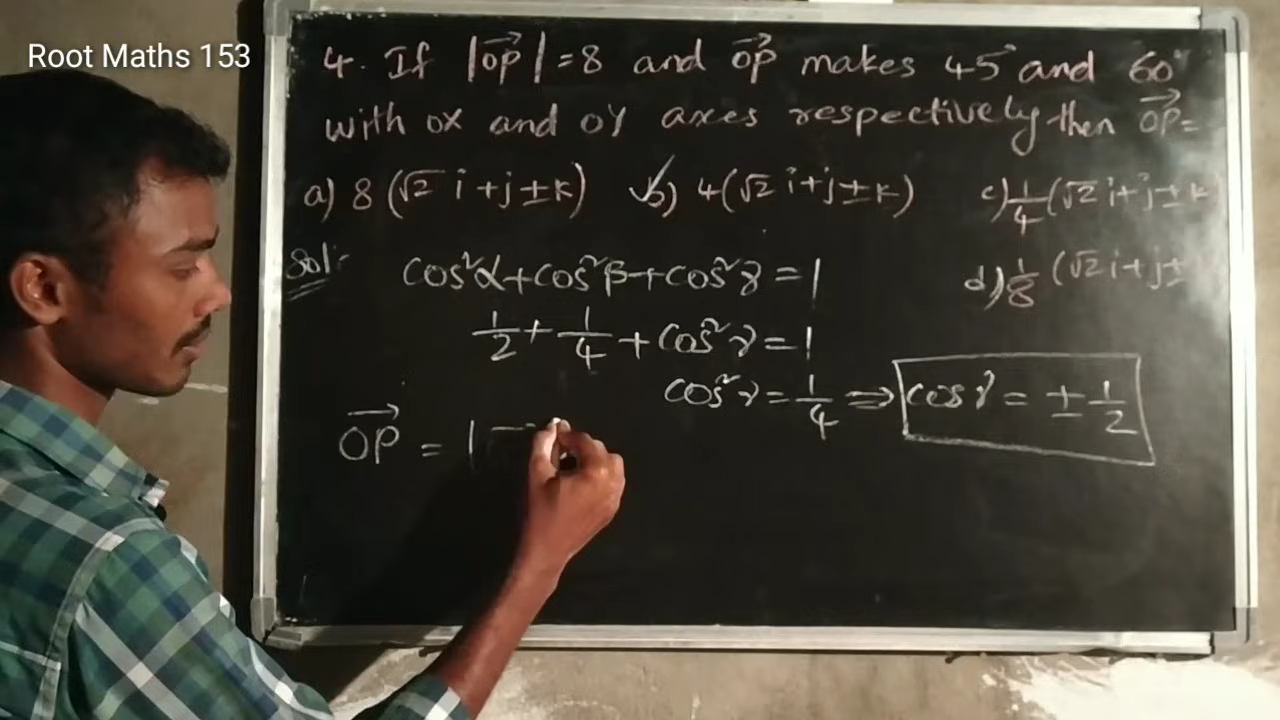 Root Maths 153
4. If |OP⃗| = 8 and OP⃗ makes 45° and 60°
with OX and OY axes respectively then OP⃗ =
a) 8 (√2 i + j ± k) ✓b) 4(√2 i + j ± k) c) 1/4 (√2 i + j ± k
Sol:- cos²α + cos²β + cos²γ = 1 d) 1/8 (√2 i + j ±
1/2 + 1/4 + cos²γ = 1
cos²γ = 1/4 ⇒ cosγ = ± 1/2
OP⃗ = |